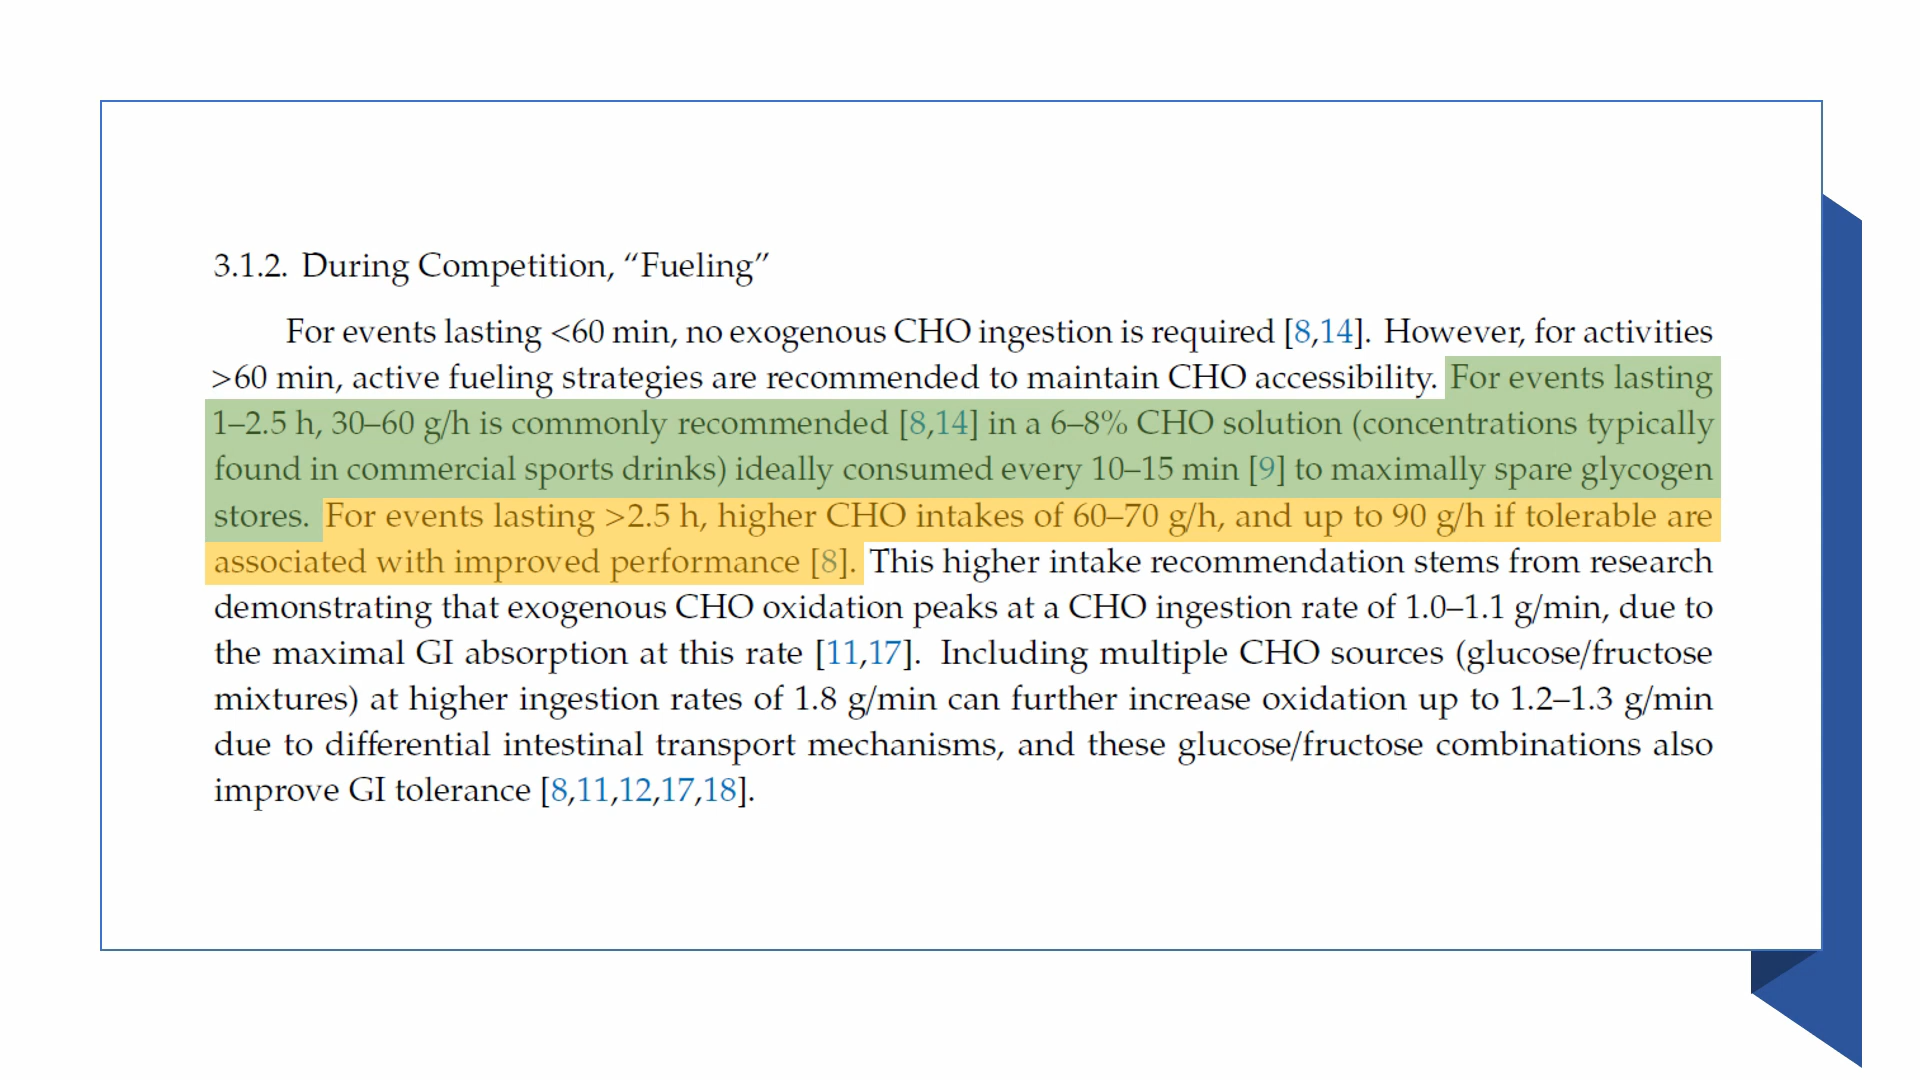 3.1.2. During Competition, “Fueling”
For events lasting <60 min, no exogenous CHO ingestion is required [8,14]. However, for activities
>60 min, active fueling strategies are recommended to maintain CHO accessibility. For events lasting
1–2.5 h, 30–60 g/h is commonly recommended [8,14] in a 6–8% CHO solution (concentrations typically
found in commercial sports drinks) ideally consumed every 10–15 min [9] to maximally spare glycogen
stores. For events lasting >2.5 h, higher CHO intakes of 60–70 g/h, and up to 90 g/h if tolerable are
associated with improved performance [8]. This higher intake recommendation stems from research
demonstrating that exogenous CHO oxidation peaks at a CHO ingestion rate of 1.0–1.1 g/min, due to
the maximal GI absorption at this rate [11,17]. Including multiple CHO sources (glucose/fructose
mixtures) at higher ingestion rates of 1.8 g/min can further increase oxidation up to 1.2–1.3 g/min
due to differential intestinal transport mechanisms, and these glucose/fructose combinations also
improve GI tolerance [8,11,12,17,18].